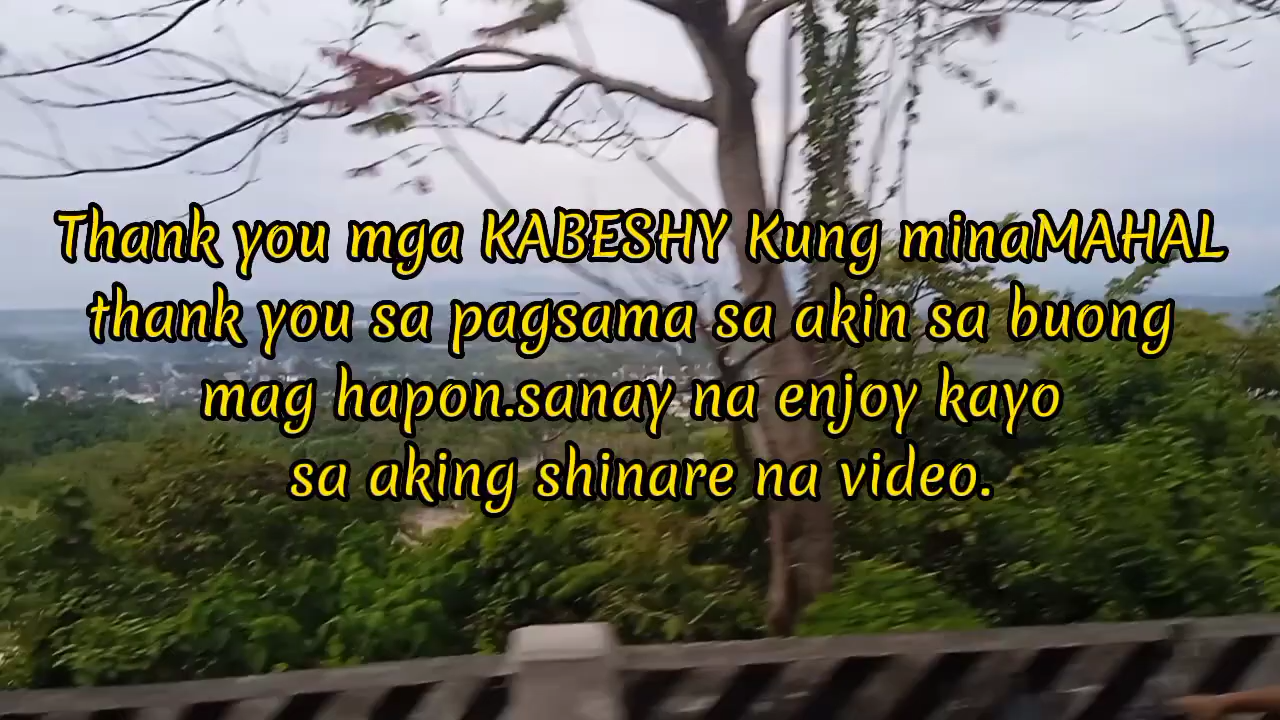 Thank you mga KABESHY Kung minaMAHAL
thank you sa pagsama sa akin sa buong
mag hapon.sanay na enjoy kayo
sa aking shinare na video.